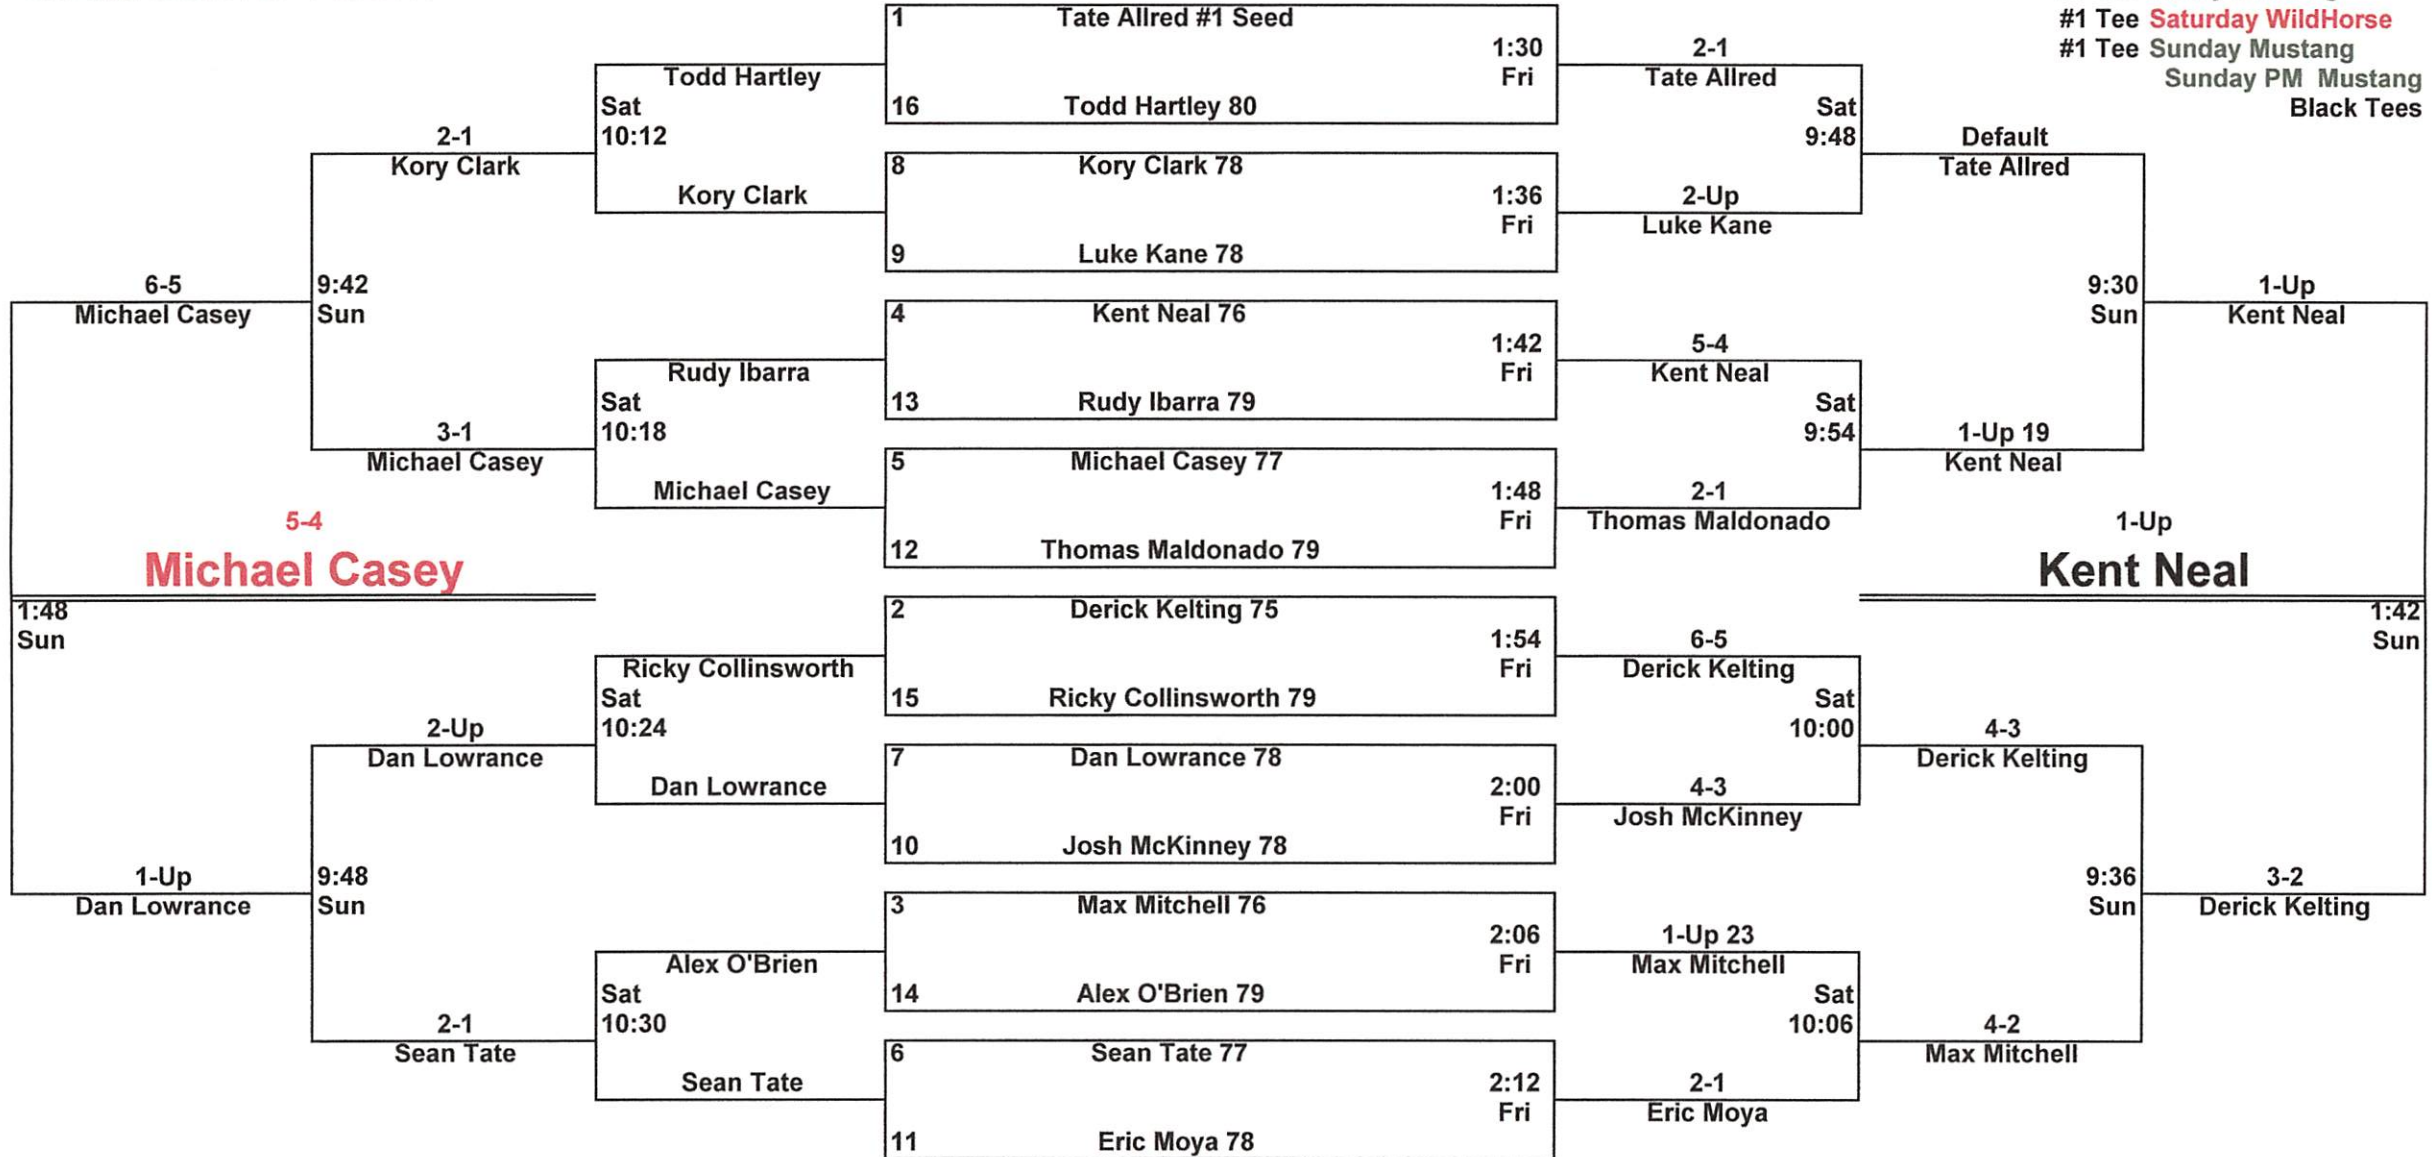 #1 Tee Saturday WildHorse
#1 Tee Sunday Mustang
Sunday PM Mustang
Black Tees
1 Tate Allred #1 Seed
1:30
Fri
16 Todd Hartley 80
8 Kory Clark 78
1:36
Fri
9 Luke Kane 78
4 Kent Neal 76
1:42
Fri
13 Rudy Ibarra 79
5 Michael Casey 77
1:48
Fri
12 Thomas Maldonado 79
2 Derick Kelting 75
1:54
Fri
15 Ricky Collinsworth 79
7 Dan Lowrance 78
2:00
Fri
10 Josh McKinney 78
3 Max Mitchell 76
2:06
Fri
14 Alex O'Brien 79
6 Sean Tate 77
2:12
Fri
11 Eric Moya 78
2-1
Tate Allred
Sat
9:48
2-Up
Luke Kane
5-4
Kent Neal
Sat
9:54
2-1
Thomas Maldonado
6-5
Derick Kelting
Sat
10:00
4-3
Josh McKinney
1-Up 23
Max Mitchell
Sat
10:06
2-1
Eric Moya
Default
Tate Allred
9:30
Sun
1-Up 19
Kent Neal
4-3
Derick Kelting
9:36
Sun
4-2
Max Mitchell
1-Up
Kent Neal
1-Up
Kent Neal
1:42
Sun
3-2
Derick Kelting
Todd Hartley
Sat
10:12
Kory Clark
Rudy Ibarra
Sat
10:18
Michael Casey
Ricky Collinsworth
Sat
10:24
Dan Lowrance
Alex O'Brien
Sat
10:30
Sean Tate
2-1
Kory Clark
9:42
Sun
3-1
Michael Casey
2-Up
Dan Lowrance
9:48
Sun
2-1
Sean Tate
6-5
Michael Casey
5-4
Michael Casey
1:48
Sun
1-Up
Dan Lowrance